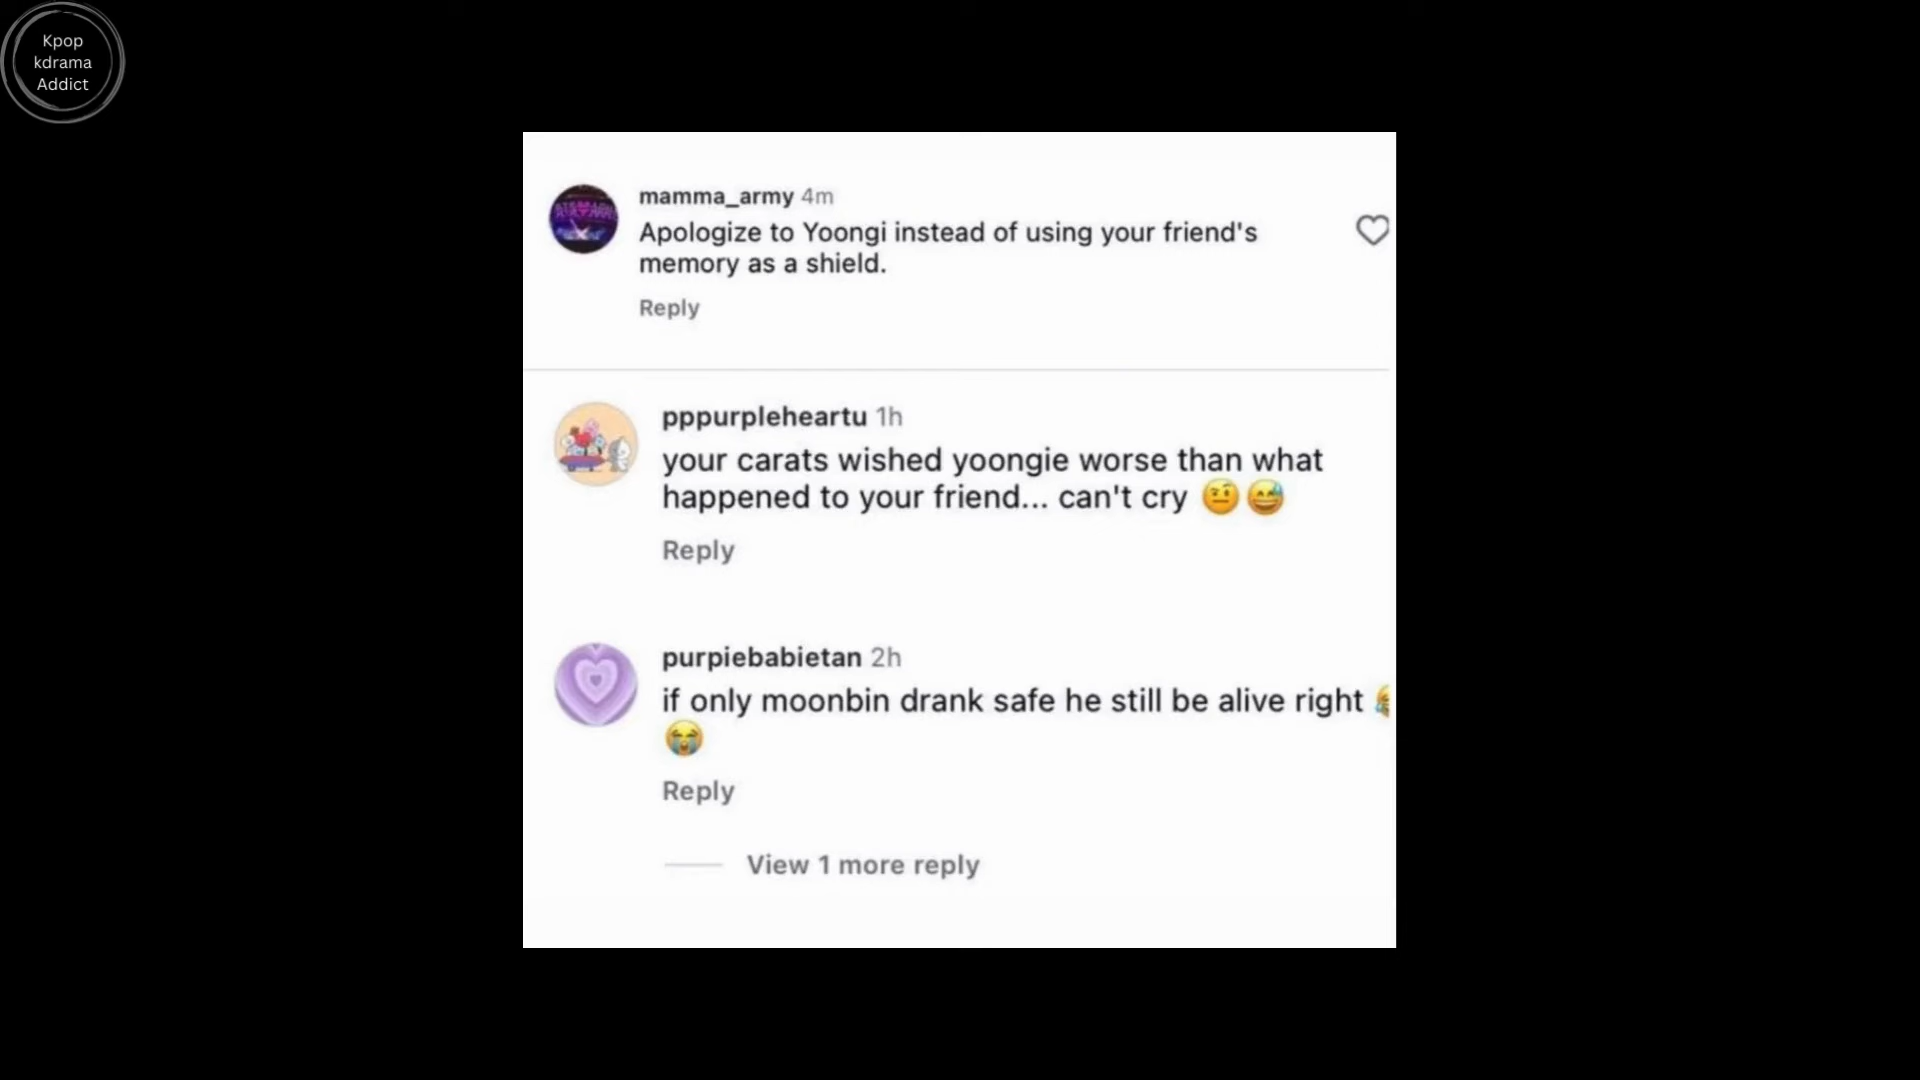 Kpop
kdrama
Addict
mamma_army 4m
Apologize to Yoongi instead of using your friend's
memory as a shield.
Reply
pppurpleheartu 1h
your carats wished yoongie worse than what
happened to your friend... can't cry 🤨😅
Reply
purpiebabietan 2h
if only moonbin drank safe he still be alive right
😭
Reply
View 1 more reply